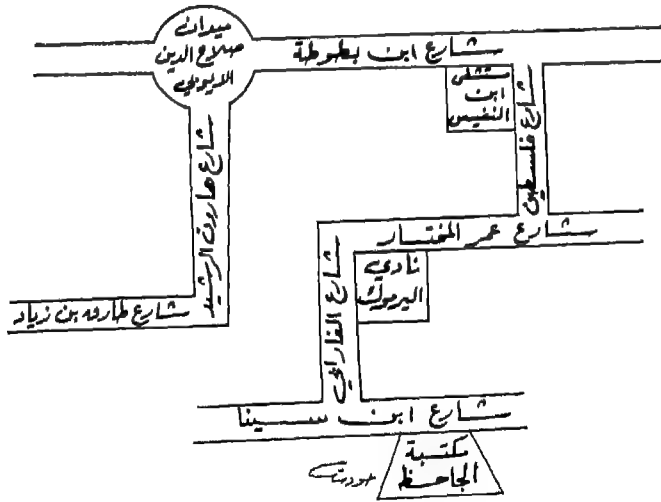 ميدان
صلاح الدين
الايوبي
شارع ابن بطوطة
مستشفى
ابن
النفيس
شارع فلسطين
شارع هارون الرشيد
شارع عمر المختار
نادي
اليرموك
شارع الفارابي
شارع طارق بن زياد
شارع ابن سينا
مكتبة
الجاحظ